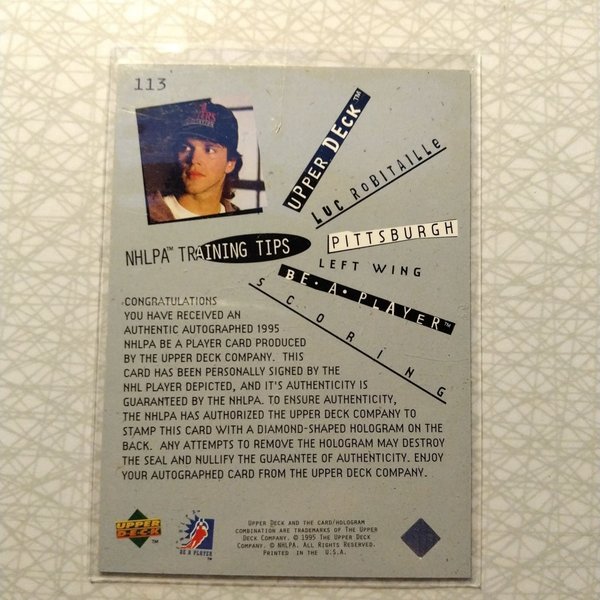 113
UPPER DECK™
LUC ROBITAILLE
PITTSBURGH
LEFT WING
BE•A•PLAYER™
SCORING
NHLPA™ TRAINING TIPS
CONGRATULATIONS
YOU HAVE RECEIVED AN
AUTHENTIC AUTOGRAPHED 1995
NHLPA BE A PLAYER CARD PRODUCED
BY THE UPPER DECK COMPANY. THIS
CARD HAS BEEN PERSONALLY SIGNED BY THE
NHL PLAYER DEPICTED, AND IT'S AUTHENTICITY IS
GUARANTEED BY THE NHLPA. TO ENSURE AUTHENTICITY,
THE NHLPA HAS AUTHORIZED THE UPPER DECK COMPANY TO
STAMP THIS CARD WITH A DIAMOND-SHAPED HOLOGRAM ON THE
BACK. ANY ATTEMPTS TO REMOVE THE HOLOGRAM MAY DESTROY
THE SEAL AND NULLIFY THE GUARANTEE OF AUTHENTICITY. ENJOY
YOUR AUTOGRAPHED CARD FROM THE UPPER DECK COMPANY.
UPPER
DECK™
BE A PLAYER™
UPPER DECK AND THE CARD/HOLOGRAM
COMBINATION ARE TRADEMARKS OF THE UPPER
DECK COMPANY. © 1995 THE UPPER DECK
COMPANY. © NHLPA. ALL RIGHTS RESERVED.
PRINTED IN THE U.S.A.